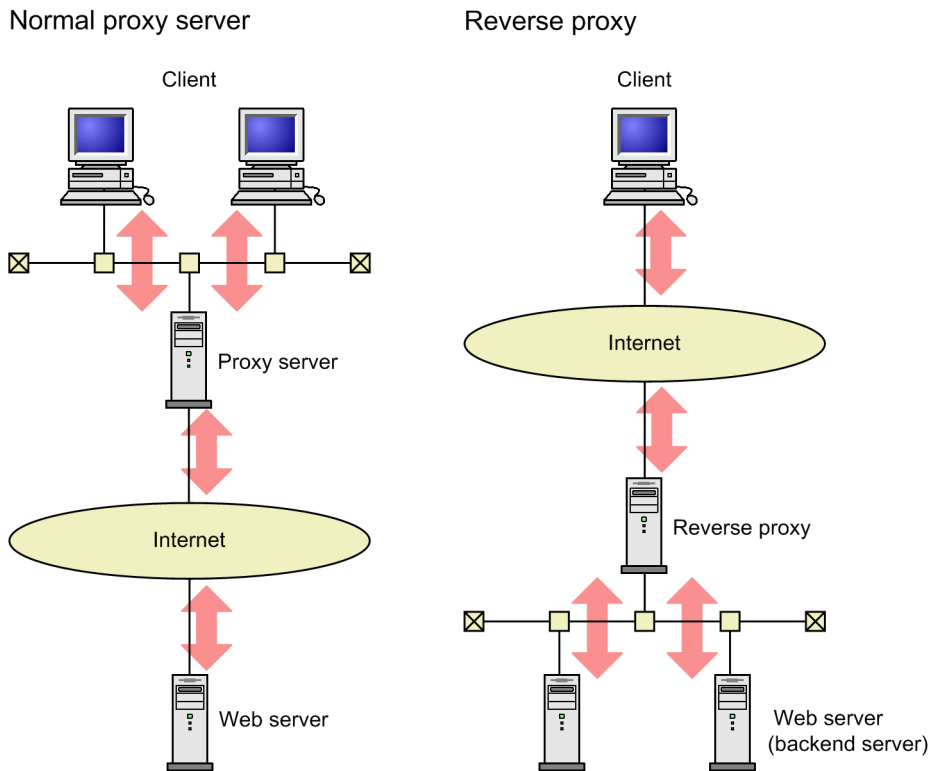 Normal proxy server
Client
Proxy server
Internet
Web server
Reverse proxy
Client
Internet
Reverse proxy
Web server
(backend server)